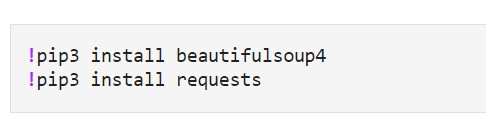 !pip3 install beautifulsoup4
!pip3 install requests